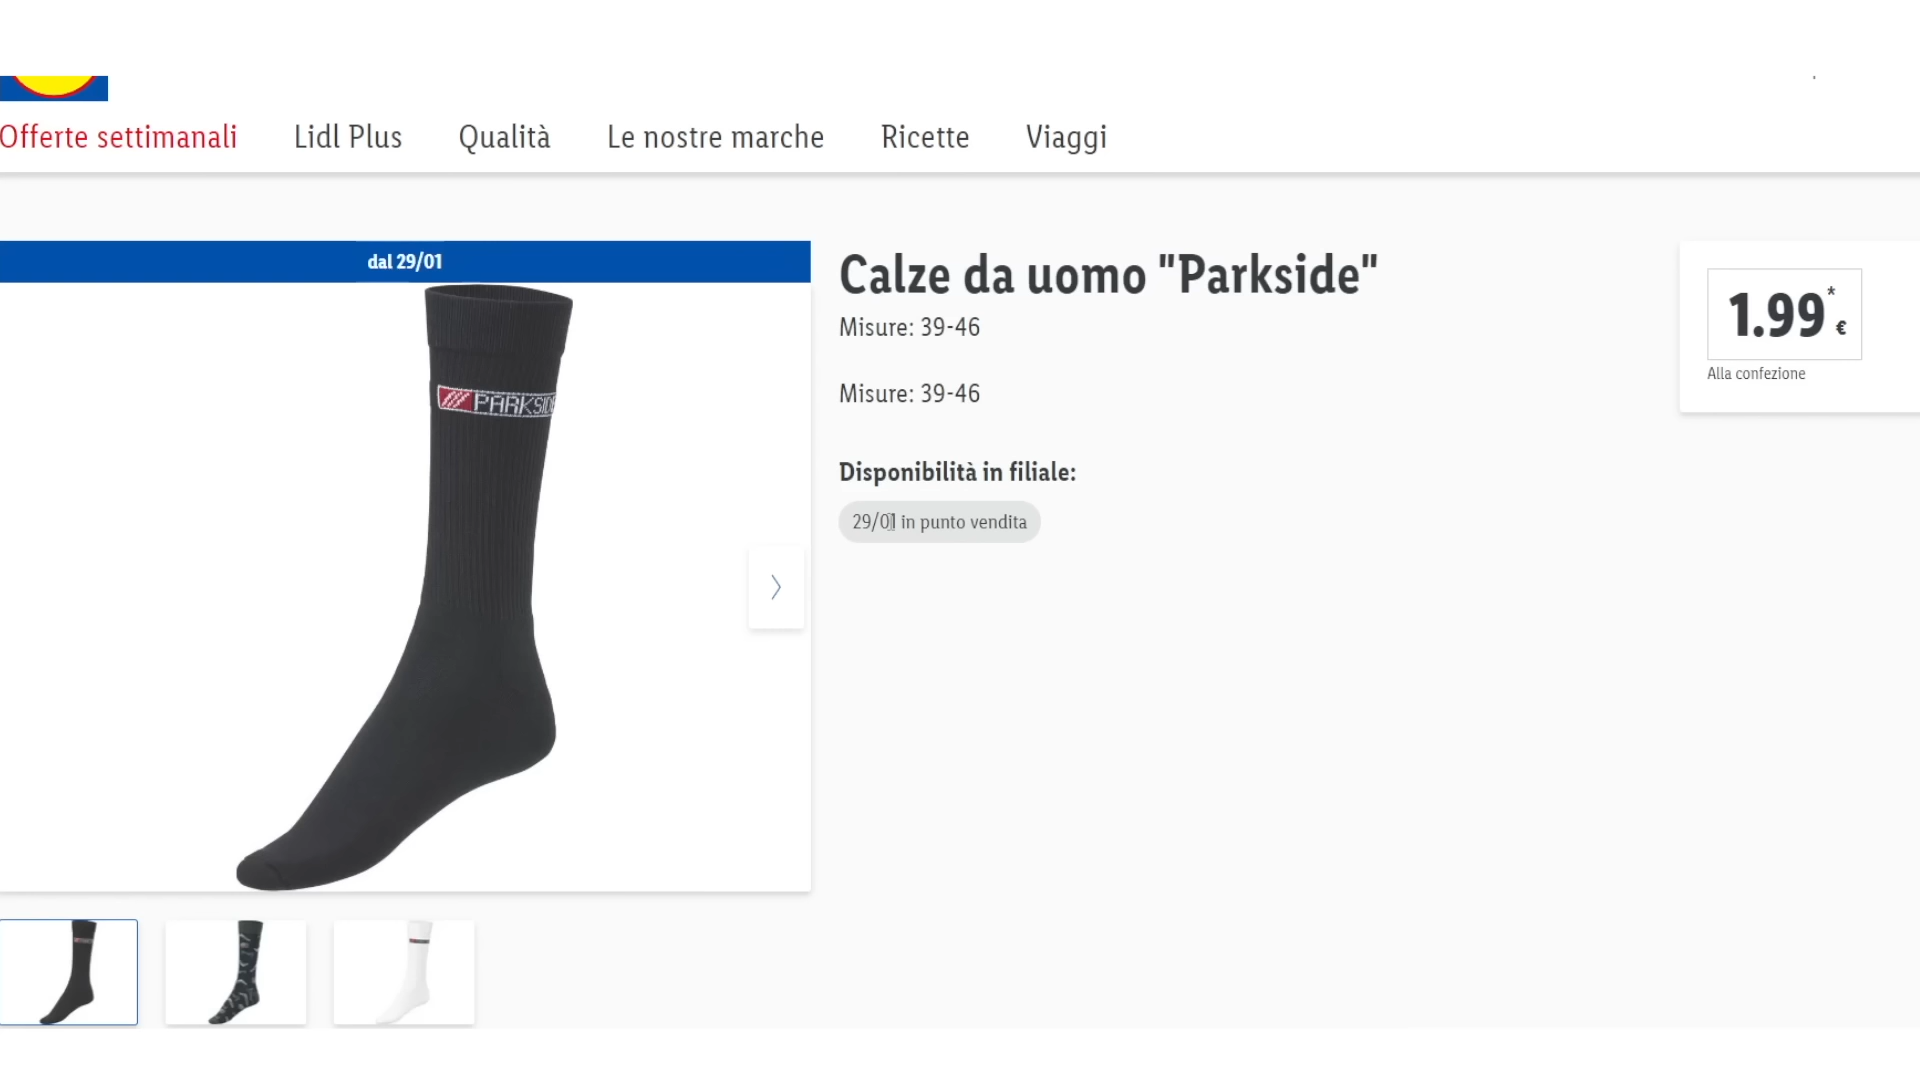 Offerte settimanali Lidl Plus Qualità Le nostre marche Ricette Viaggi
dal 29/01
PARKSIDE
Calze da uomo "Parkside"
Misure: 39-46
Misure: 39-46
Disponibilità in filiale:
29/01 in punto vendita
1.99* €
Alla confezione